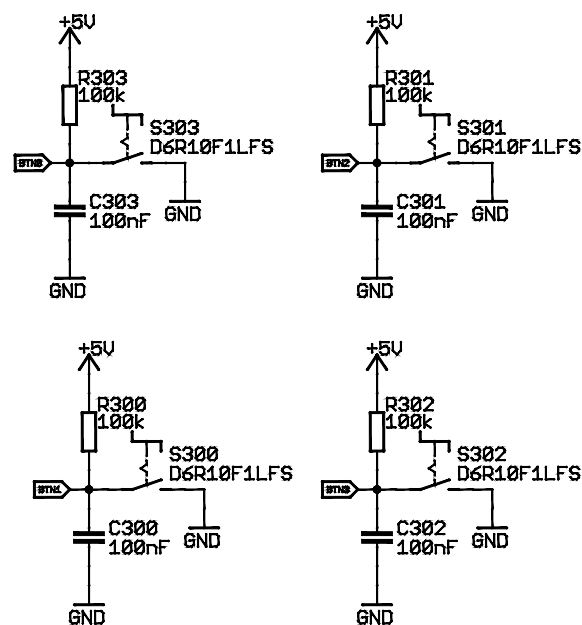 +5V
R303
100k
S303
D6R10F1LFS
C303
100nF
GND
GND
+5V
R301
100k
S301
D6R10F1LFS
BTN2
C301
100nF
GND
GND
+5V
R300
100k
S300
D6R10F1LFS
BTN1
C300
100nF
GND
GND
+5V
R302
100k
S302
D6R10F1LFS
C302
100nF
GND
GND